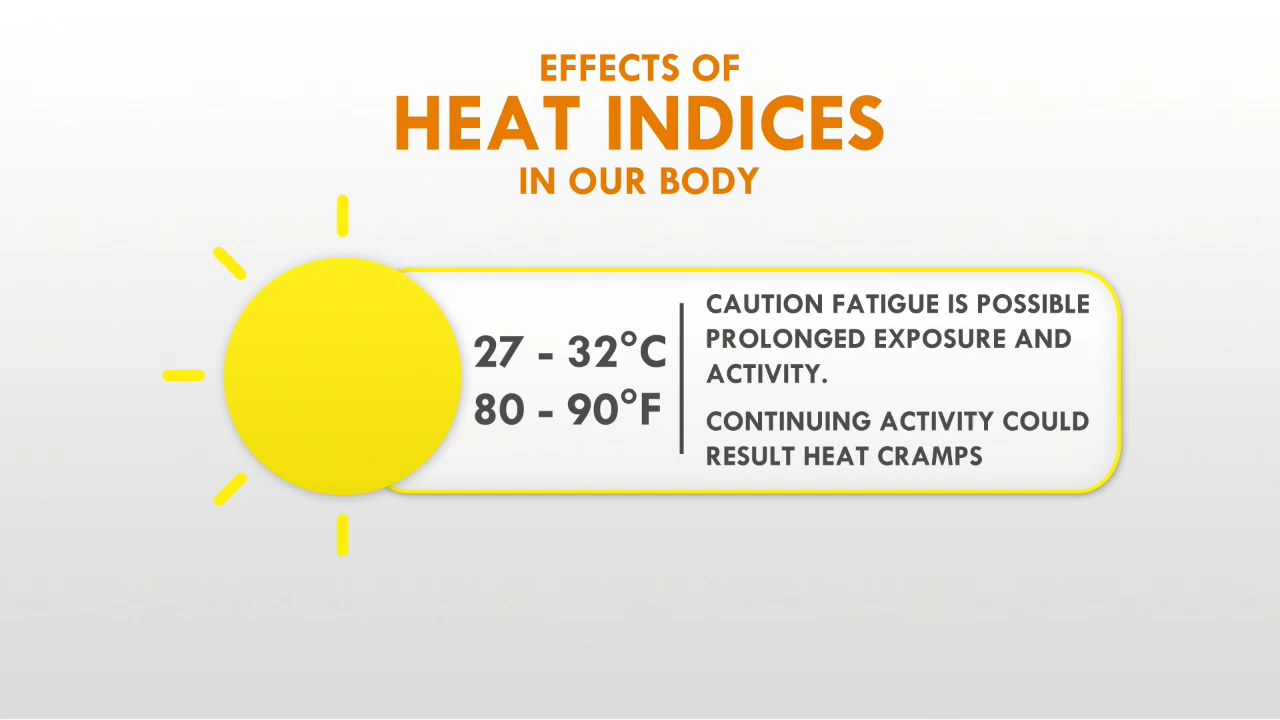 EFFECTS OF
HEAT INDICES
IN OUR BODY
27 - 32°C
80 - 90°F
CAUTION FATIGUE IS POSSIBLE
PROLONGED EXPOSURE AND
ACTIVITY.
CONTINUING ACTIVITY COULD
RESULT HEAT CRAMPS